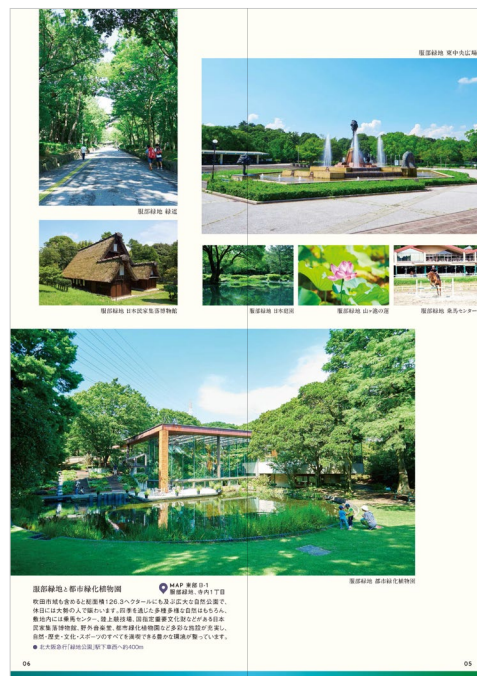 服部緑地 東中央広場
服部緑地 緑道
服部緑地 日本民家集落博物館
服部緑地 日本庭園
服部緑地 山ヶ池の蓮
服部緑地 乗馬センター
服部緑地 都市緑化植物園
服部緑地と都市緑化植物園
MAP 東部 B-1
服部緑地、寺内1丁目
吹田市域も含めると総面積126.3ヘクタールにも及ぶ広大な自然公園で、
休日には大勢の人で賑わいます。四季を通じた多種多様な自然はもちろん、
敷地内には乗馬センター、陸上競技場、国指定重要文化財などがある日本
民家集落博物館、野外音楽堂、都市緑化植物園など多彩な施設が充実し、
自然・歴史・文化・スポーツのすべてを満喫できる豊かな環境が整っています。
● 北大阪急行「緑地公園」駅下車西へ約400m
06
05